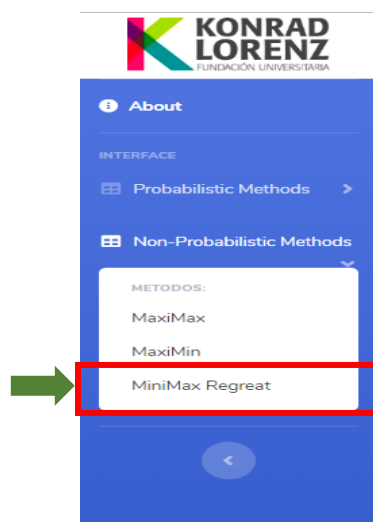 KONRAD
LORENZ
FUNDACIÓN UNIVERSITARIA
About
INTERFACE
Probabilistic Methods
Non-Probabilistic Methods
METODOS:
MaxiMax
MaxiMin
MiniMax Regreat